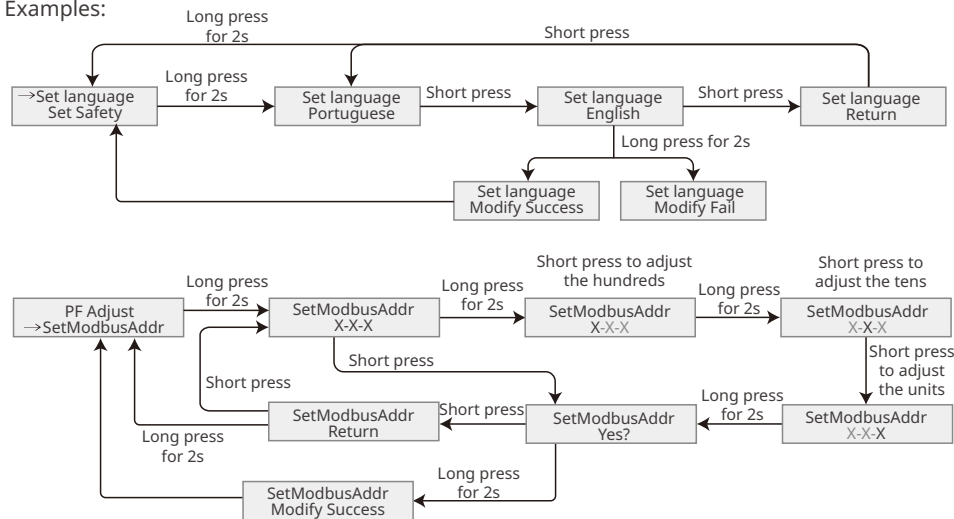 Examples:
Long press
for 2s
Short press
→Set language
Set Safety
Long press
for 2s
Set language
Portuguese
Short press
Set language
English
Short press
Set language
Return
Long press for 2s
Set language
Modify Success
Set language
Modify Fail
PF Adjust
→SetModbusAddr
Long press
for 2s
SetModbusAddr
X-X-X
Long press
for 2s
Short press to adjust
the hundreds
SetModbusAddr
X-X-X
Long press
for 2s
Short press to
adjust the tens
SetModbusAddr
X-X-X
Short press
to adjust
the units
SetModbusAddr
X-X-X
Long press
for 2s
Short press
SetModbusAddr
Yes?
Short press
SetModbusAddr
Return
Short press
Long press
for 2s
Long press
for 2s
SetModbusAddr
Modify Success